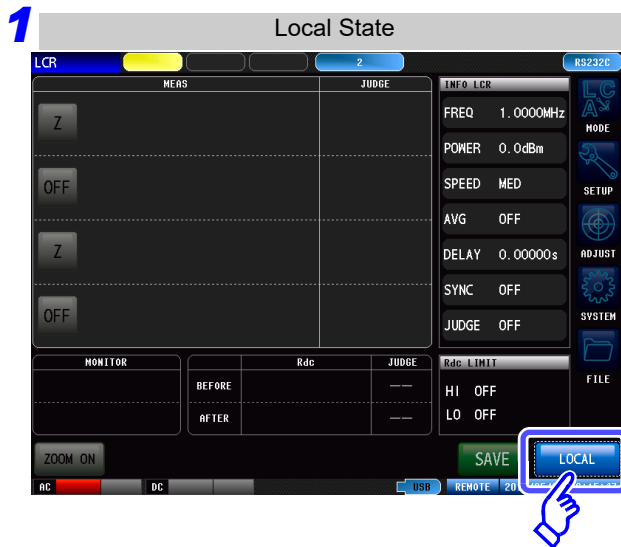 1
Local State
LCR
2
RS232C
MEAS
JUDGE
INFO LCR
LC
A
MODE
Z
FREQ 1.0000MHz
POWER 0.0dBm
OFF
SPEED MED
SETUP
AVG OFF
Z
DELAY 0.00000s
ADJUST
SYNC OFF
OFF
JUDGE OFF
SYSTEM
MONITOR
Rdc
JUDGE
Rdc LIMIT
FILE
BEFORE
----
HI OFF
AFTER
----
LO OFF
ZOOM ON
SAVE
LOCAL
AC
DC
USB
REMOTE
20